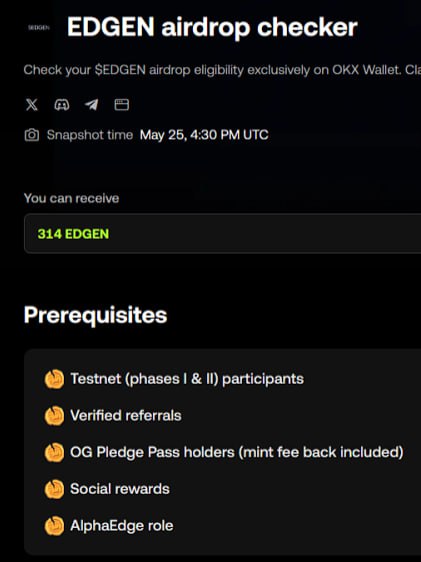 $EDGEN
EDGEN airdrop checker
Check your $EDGEN airdrop eligibility exclusively on OKX Wallet. Cla
Snapshot time May 25, 4:30 PM UTC
You can receive
314 EDGEN
Prerequisites
Testnet (phases I & II) participants
Verified referrals
OG Pledge Pass holders (mint fee back included)
Social rewards
AlphaEdge role